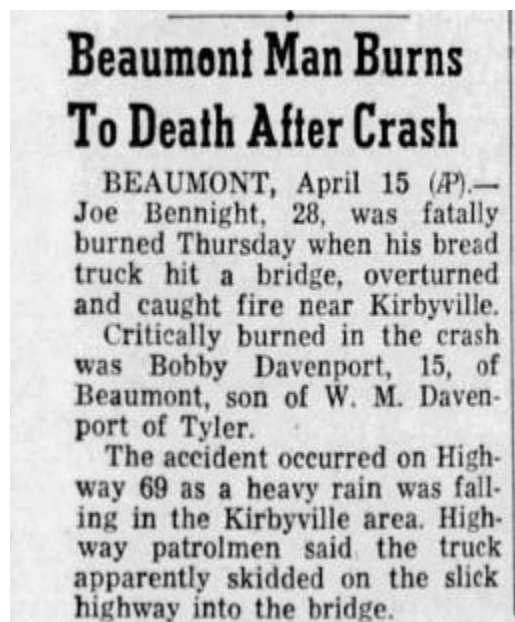 Beaumont Man Burns
To Death After Crash
BEAUMONT, April 15 (AP).—
Joe Bennight, 28, was fatally
burned Thursday when his bread
truck hit a bridge, overturned
and caught fire near Kirbyville.
Critically burned in the crash
was Bobby Davenport, 15, of
Beaumont, son of W. M. Daven-
port of Tyler.
The accident occurred on High-
way 69 as a heavy rain was fall-
ing in the Kirbyville area. High-
way patrolmen said the truck
apparently skidded on the slick
highway into the bridge.